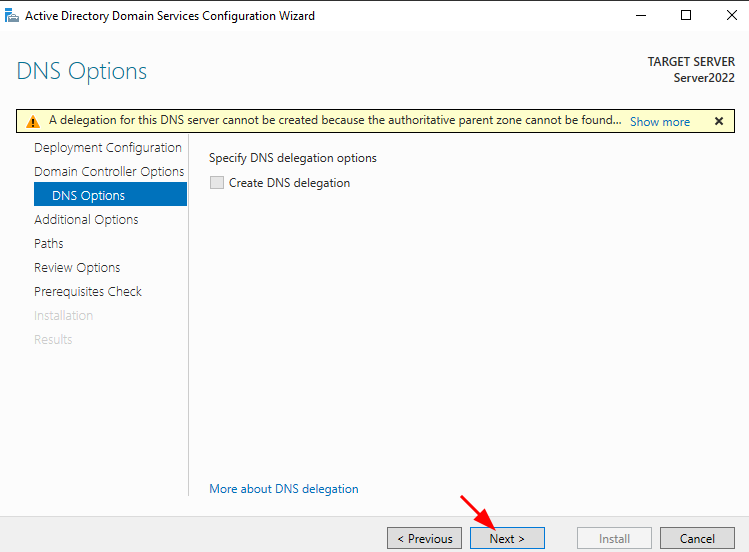 Active Directory Domain Services Configuration Wizard
DNS Options
TARGET SERVER
Server2022
A delegation for this DNS server cannot be created because the authoritative parent zone cannot be found... Show more
Deployment Configuration
Domain Controller Options
DNS Options
Additional Options
Paths
Review Options
Prerequisites Check
Installation
Results
Specify DNS delegation options
Create DNS delegation
More about DNS delegation
< Previous
Next >
Install
Cancel